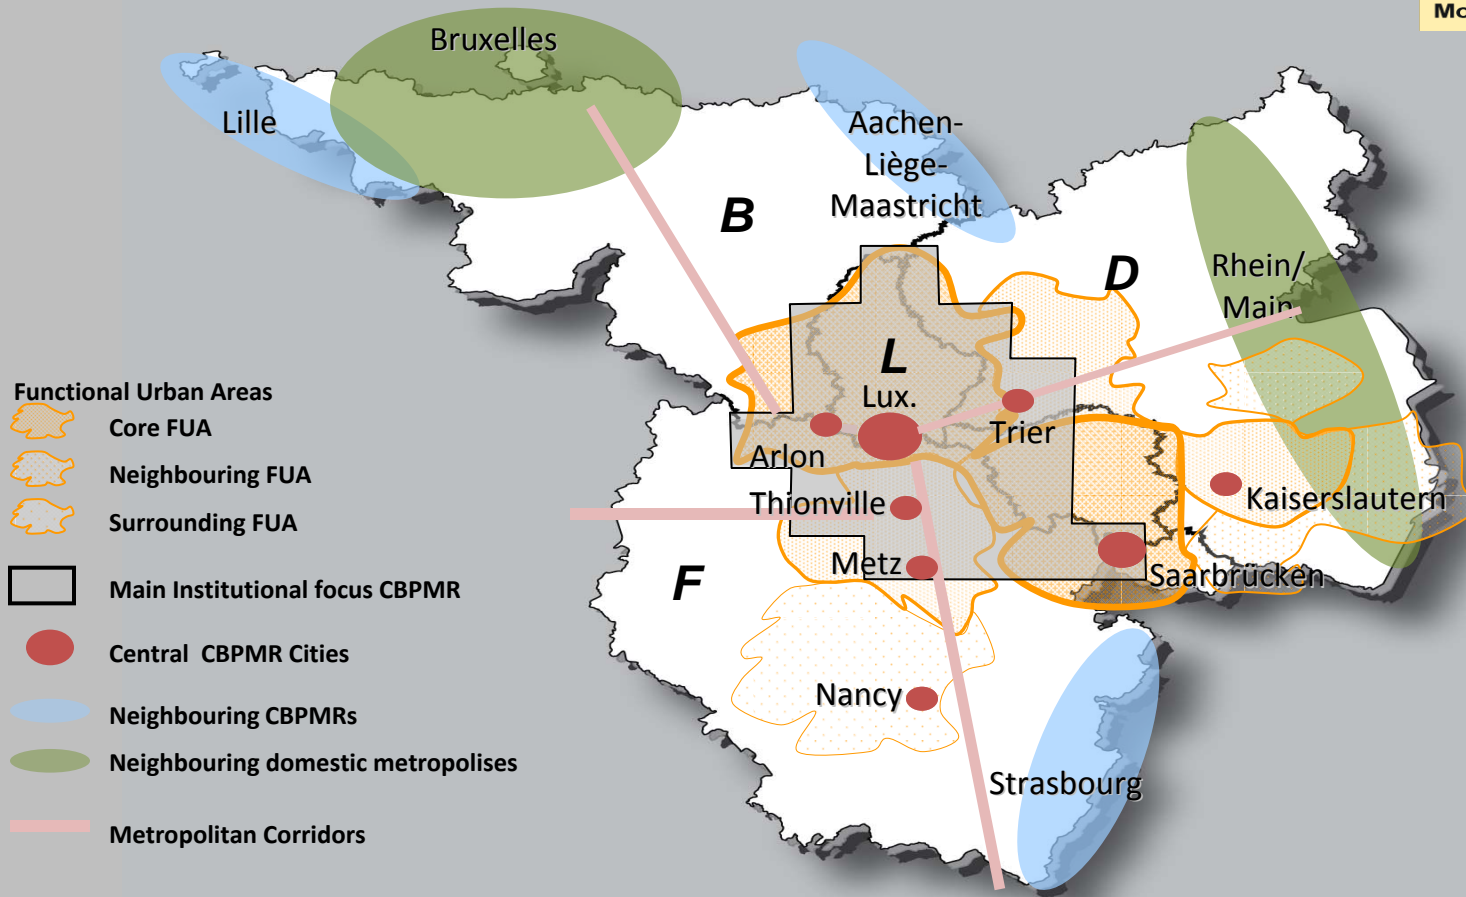 Mo
Bruxelles
Lille
Aachen-
Liège-
Maastricht
B
D
Rhein/
Main
L
Lux.
Trier
Arlon
Thionville
Kaiserslautern
Metz
Saarbrücken
F
Nancy
Strasbourg
Functional Urban Areas
Core FUA
Neighbouring FUA
Surrounding FUA
Main Institutional focus CBPMR
Central CBPMR Cities
Neighbouring CBPMRs
Neighbouring domestic metropolises
Metropolitan Corridors